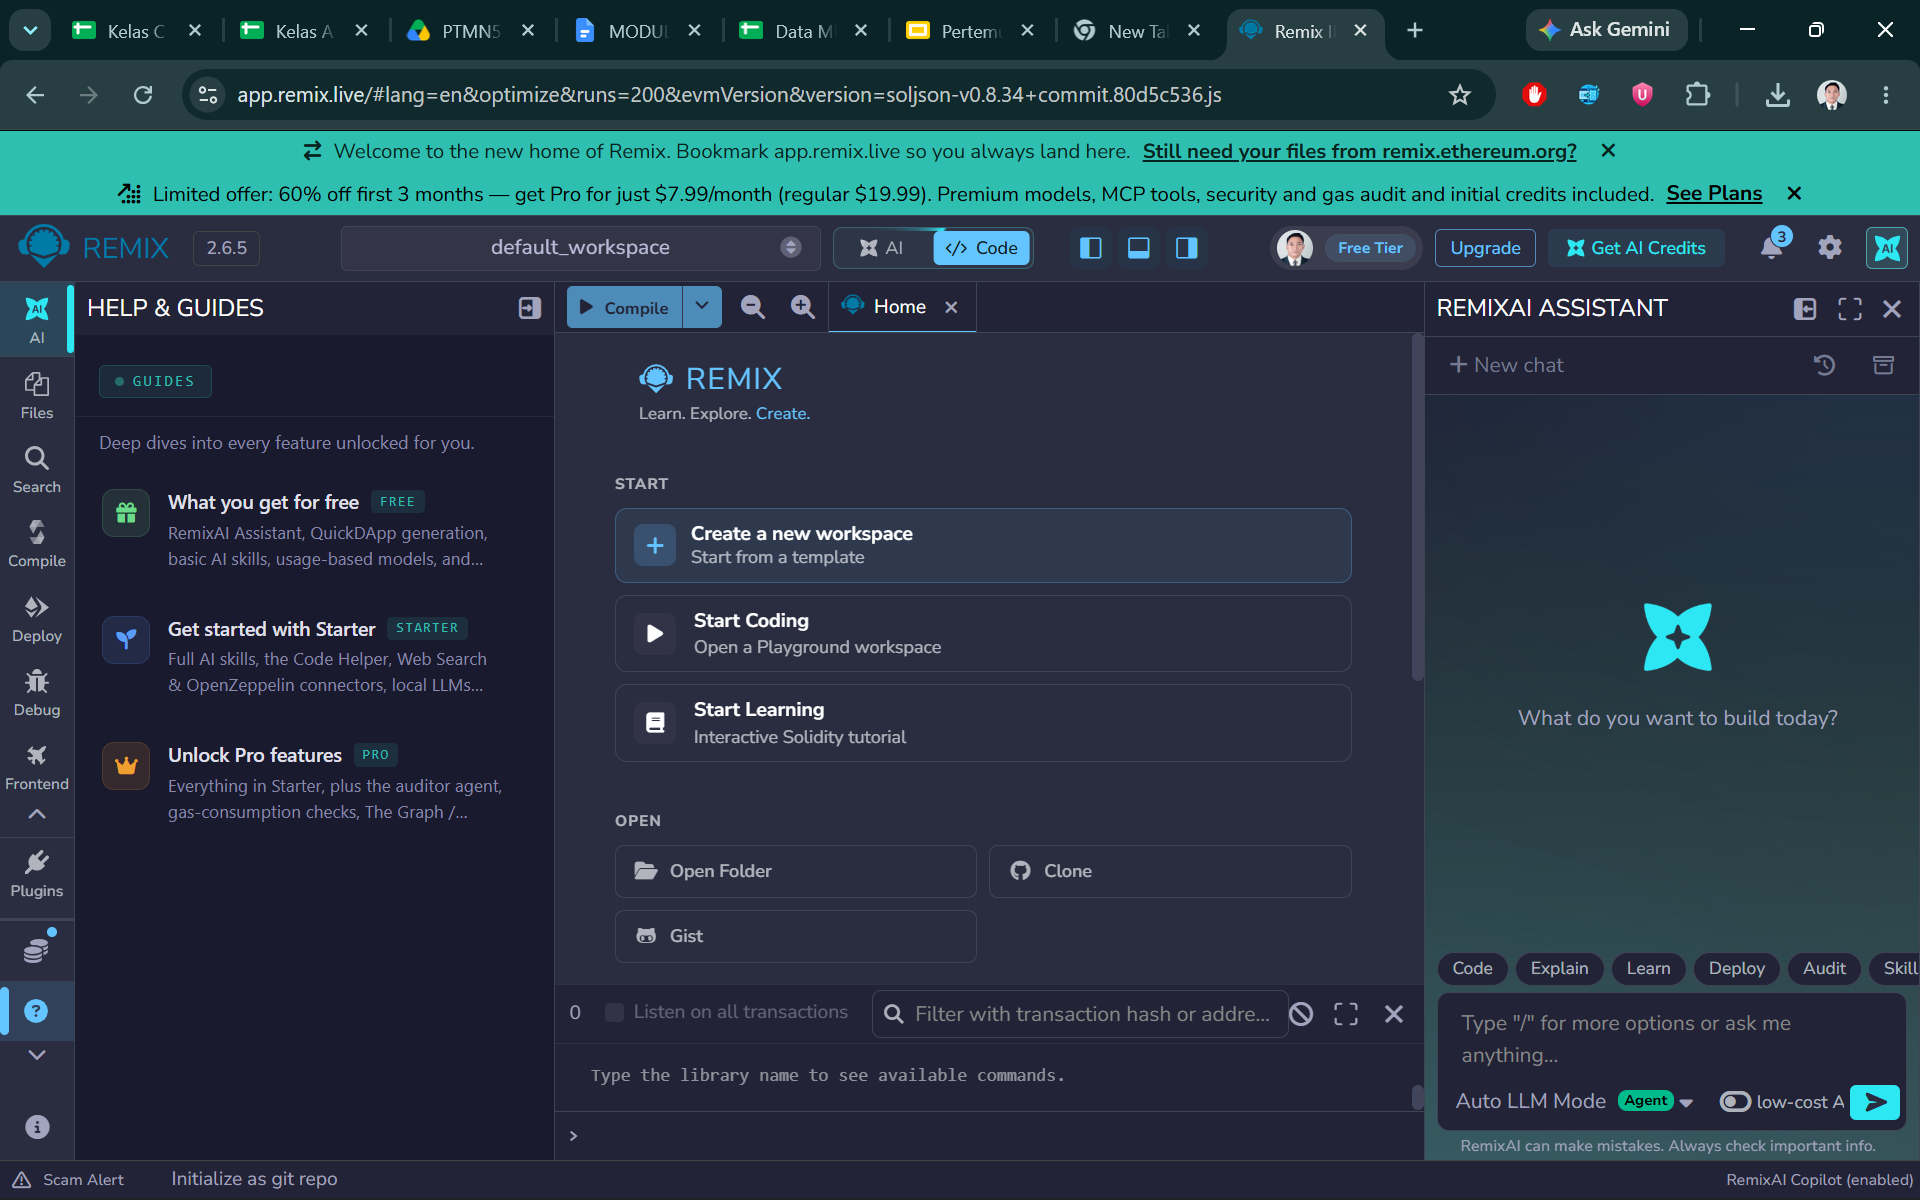 Kelas C
Kelas A
PTMN5
MODUL
Data M
Pertemu
New Tab
Remix I
Ask Gemini
app.remix.live/#lang=en&optimize&runs=200&evmVersion&version=soljson-v0.8.34+commit.80d5c536.js
Welcome to the new home of Remix. Bookmark app.remix.live so you always land here. Still need your files from remix.ethereum.org?
Limited offer: 60% off first 3 months — get Pro for just $7.99/month (regular $19.99). Premium models, MCP tools, security and gas audit and initial credits included. See Plans
REMIX
2.6.5
default_workspace
AI
</> Code
Free Tier
Upgrade
Get AI Credits
3
AI
AI
AI
Files
Search
Compile
Deploy
Debug
Frontend
Plugins
HELP & GUIDES
GUIDES
Deep dives into every feature unlocked for you.
What you get for free FREE
RemixAI Assistant, QuickDApp generation,
basic AI skills, usage-based models, and...
Get started with Starter STARTER
Full AI skills, the Code Helper, Web Search
& OpenZeppelin connectors, local LLMs...
Unlock Pro features PRO
Everything in Starter, plus the auditor agent,
gas-consumption checks, The Graph /...
Compile
Home
REMIX
Learn. Explore. Create.
START
Create a new workspace
Start from a template
Start Coding
Open a Playground workspace
Start Learning
Interactive Solidity tutorial
OPEN
Open Folder
Clone
Gist
0
Listen on all transactions
Filter with transaction hash or addre...
Type the library name to see available commands.
>
REMIXAI ASSISTANT
+ New chat
What do you want to build today?
Code
Explain
Learn
Deploy
Audit
Skill
Type "/" for more options or ask me
anything...
Auto LLM Mode
Agent
low-cost A
RemixAI can make mistakes. Always check important info.
Scam Alert
Initialize as git repo
RemixAI Copilot (enabled)